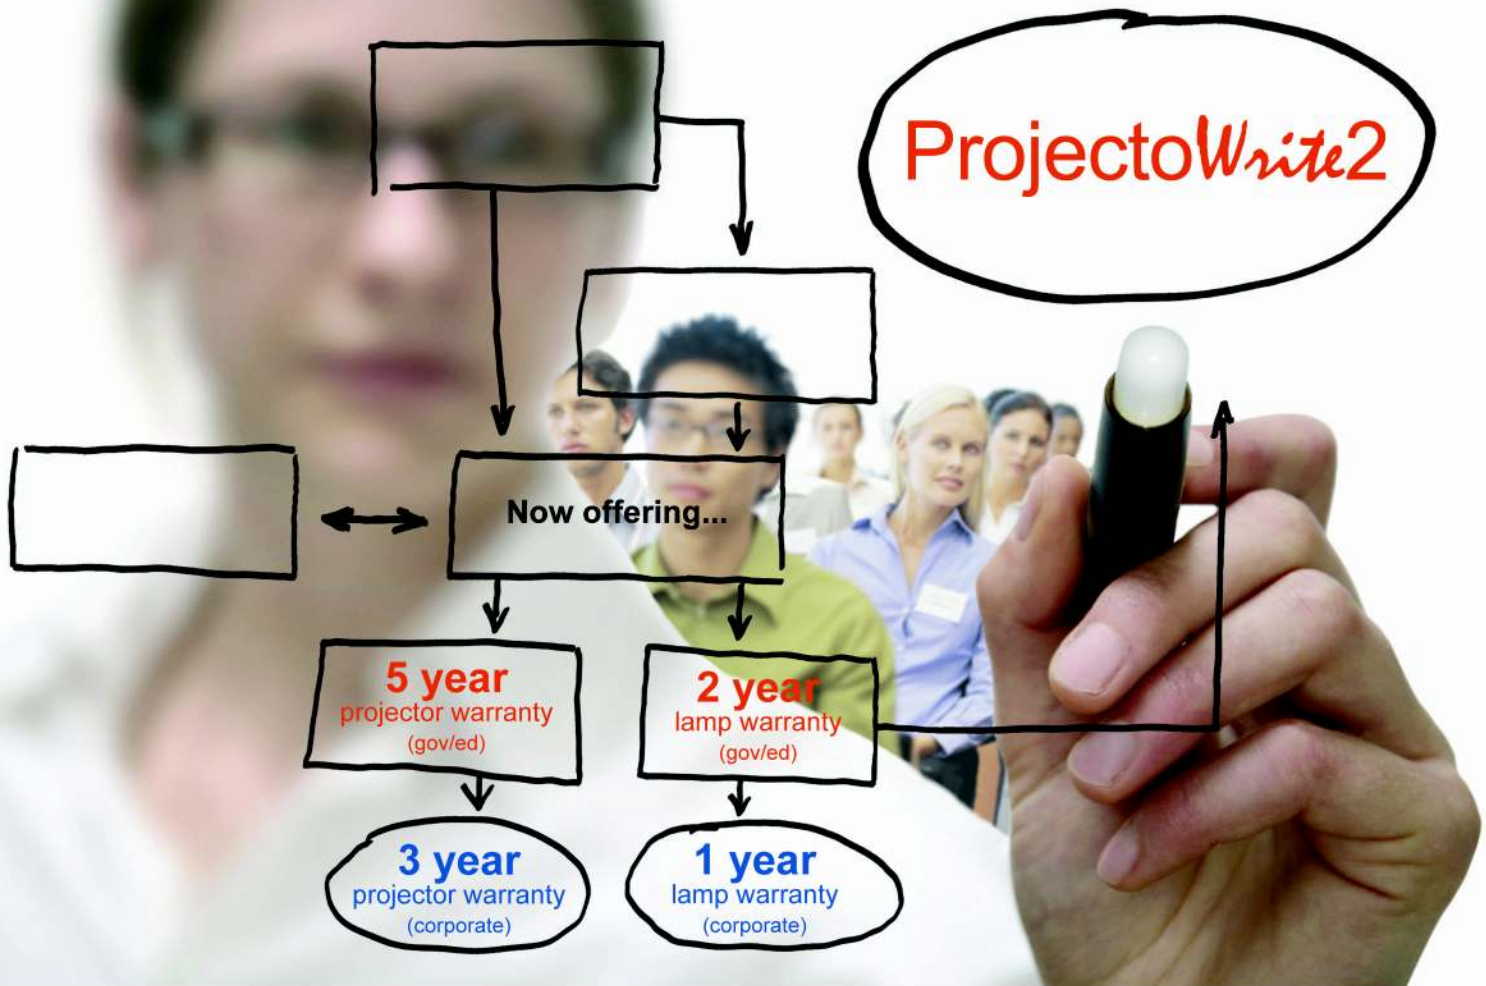 ProjectoWrite2
Now offering...
5 year
projector warranty
(gov/ed)
2 year
lamp warranty
(gov/ed)
3 year
projector warranty
(corporate)
1 year
lamp warranty
(corporate)